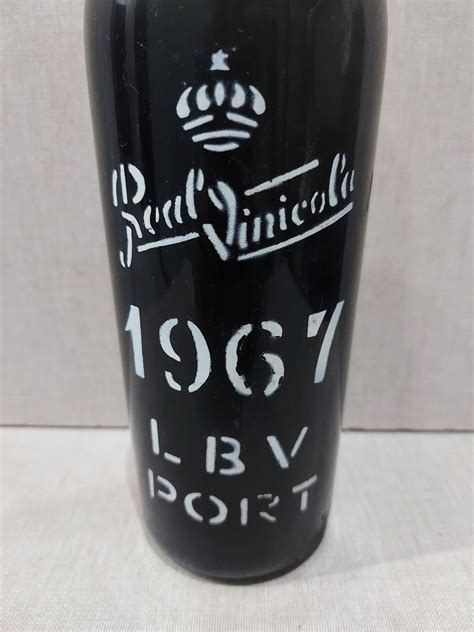 Real Vinicola
1967
LBV
PORT